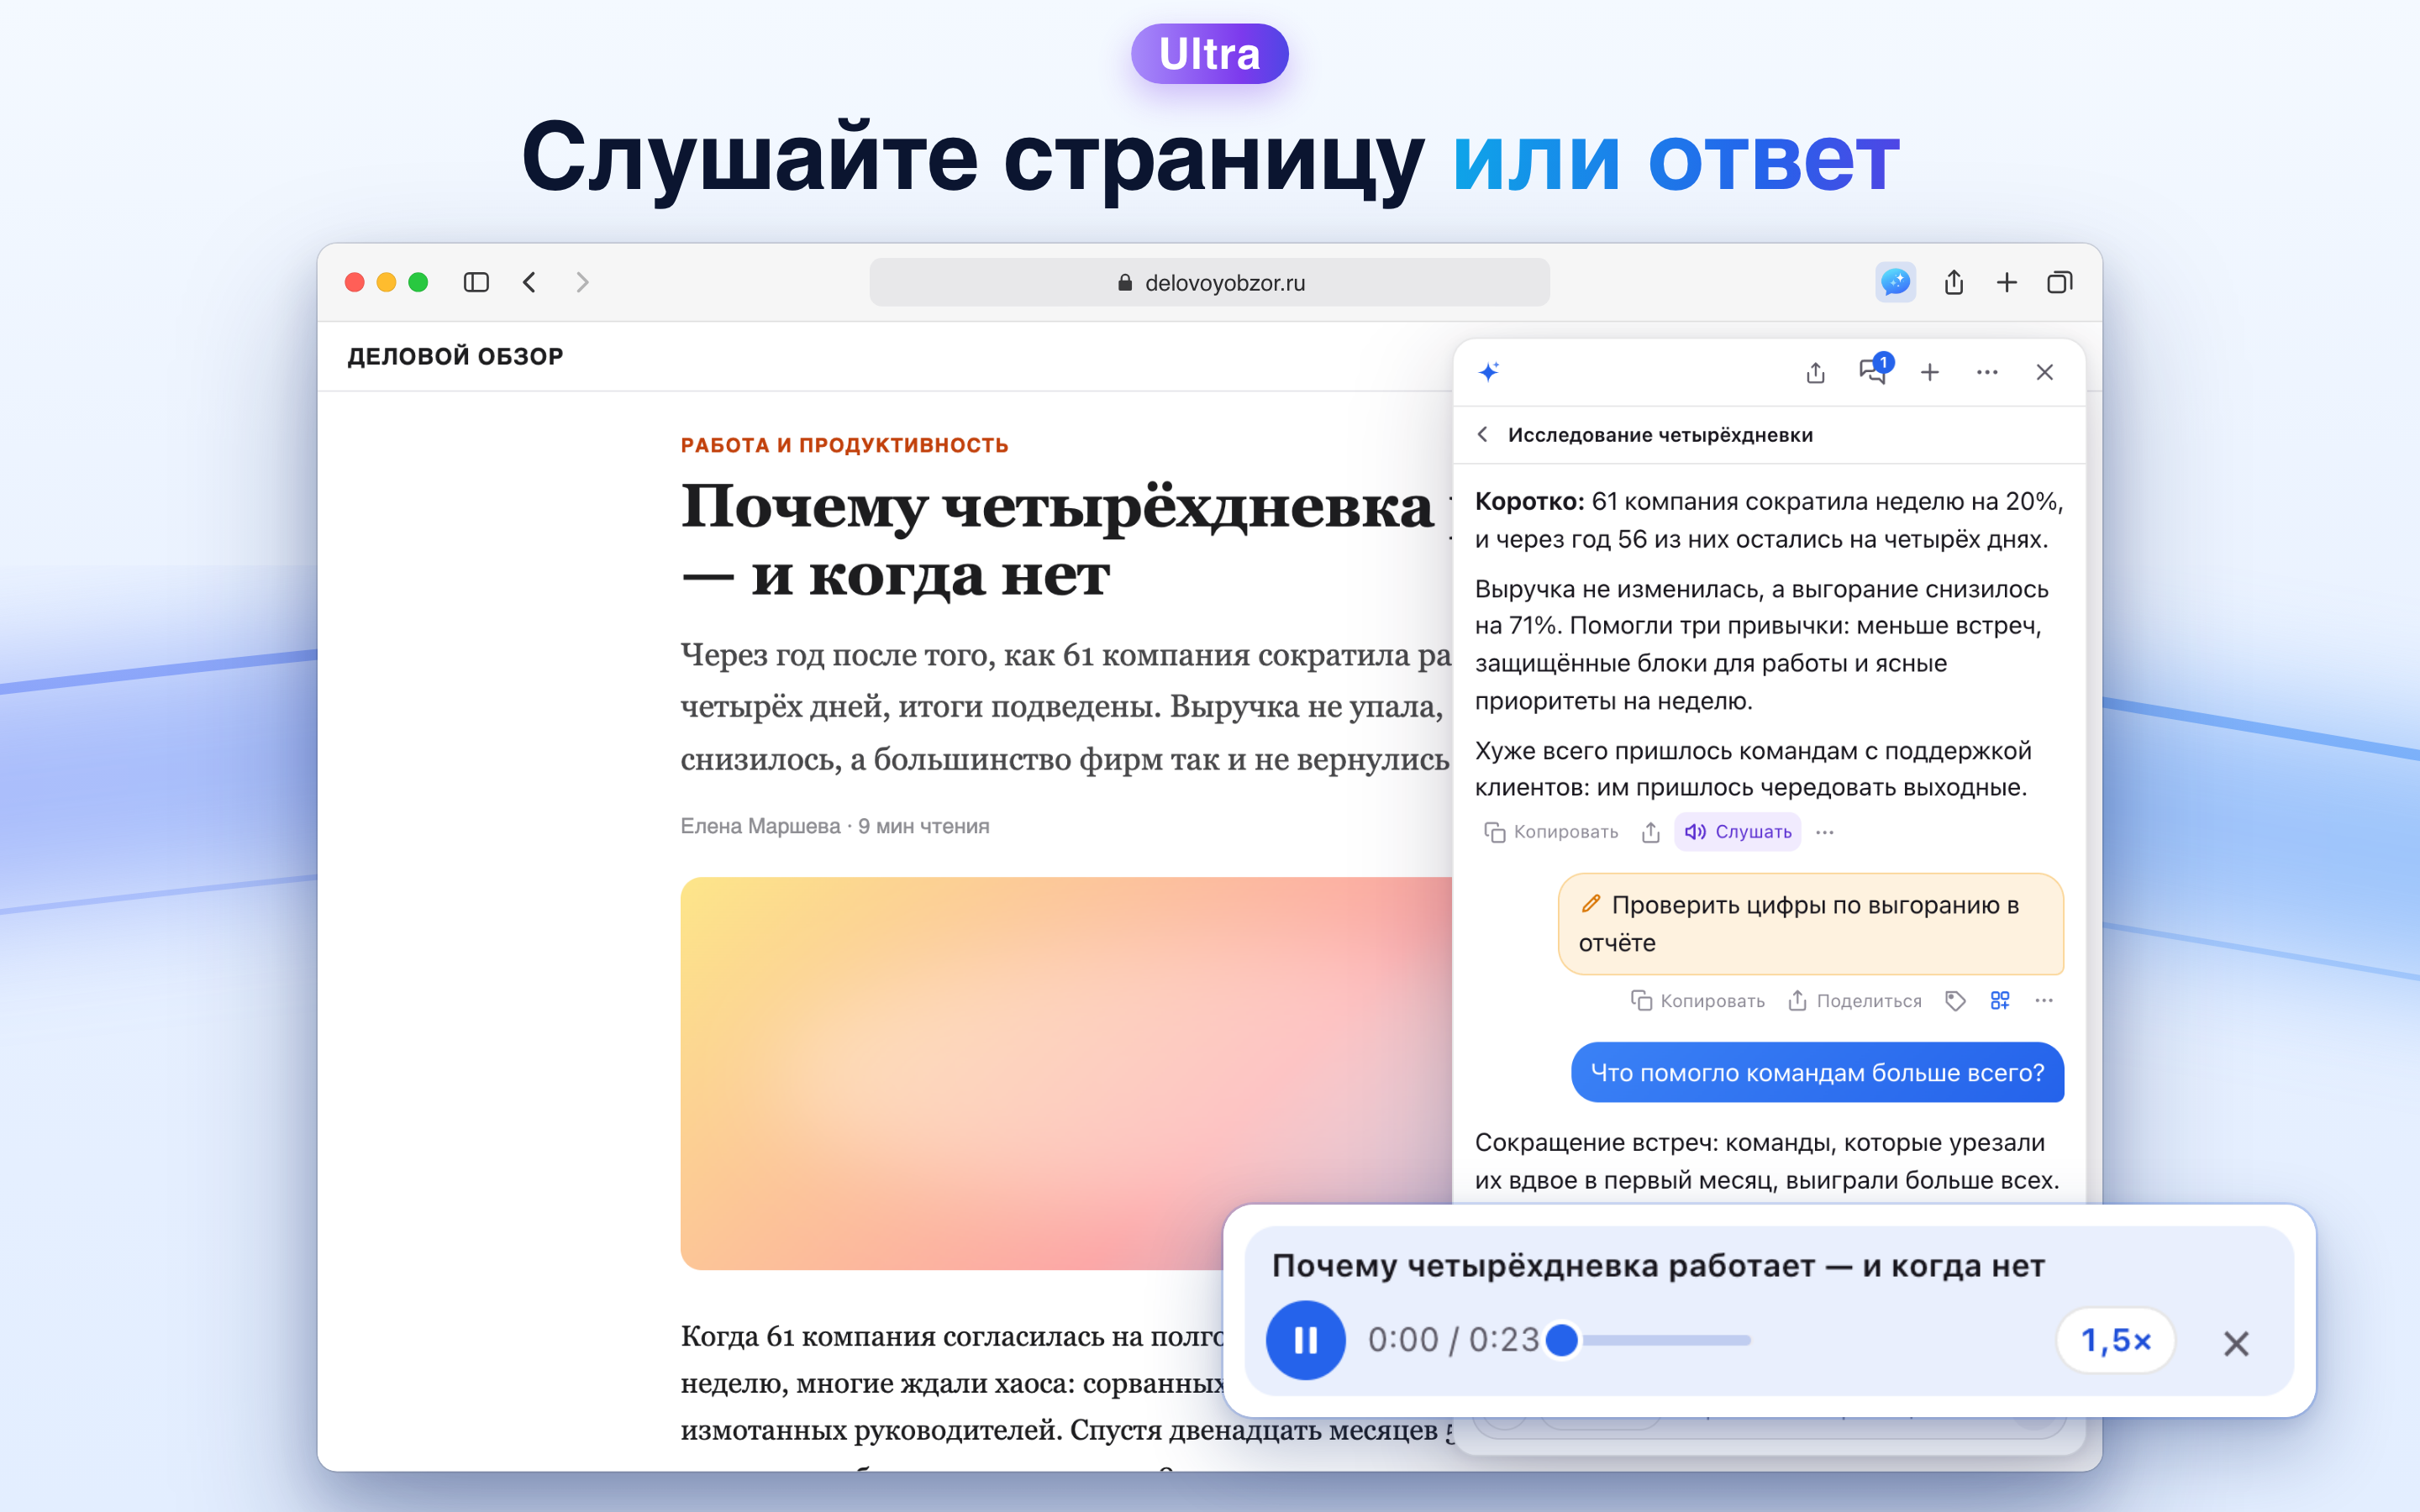 Ultra
Слушайте страницу или ответ
delovoyobzor.ru
ДЕЛОВОЙ ОБЗОР
РАБОТА И ПРОДУКТИВНОСТЬ
Почему четырёхдневка
— и когда нет
Через год после того, как 61 компания сократила ра
четырёх дней, итоги подведены. Выручка не упала,
снизилось, а большинство фирм так и не вернулись
Елена Маршева · 9 мин чтения
Когда 61 компания согласилась на полго
неделю, многие ждали хаоса: сорванных
измотанных руководителей. Спустя двенадцать месяцев
1
Исследование четырёхдневки
Коротко: 61 компания сократила неделю на 20%,
и через год 56 из них остались на четырёх днях.
Выручка не изменилась, а выгорание снизилось
на 71%. Помогли три привычки: меньше встреч,
защищённые блоки для работы и ясные
приоритеты на неделю.
Хуже всего пришлось командам с поддержкой
клиентов: им пришлось чередовать выходные.
Копировать Слушать
Проверить цифры по выгоранию в
отчёте
Копировать Поделиться
Что помогло командам больше всего?
Сокращение встреч: команды, которые урезали
их вдвое в первый месяц, выиграли больше всех.
Почему четырёхдневка работает — и когда нет
0:00 / 0:23 1,5×